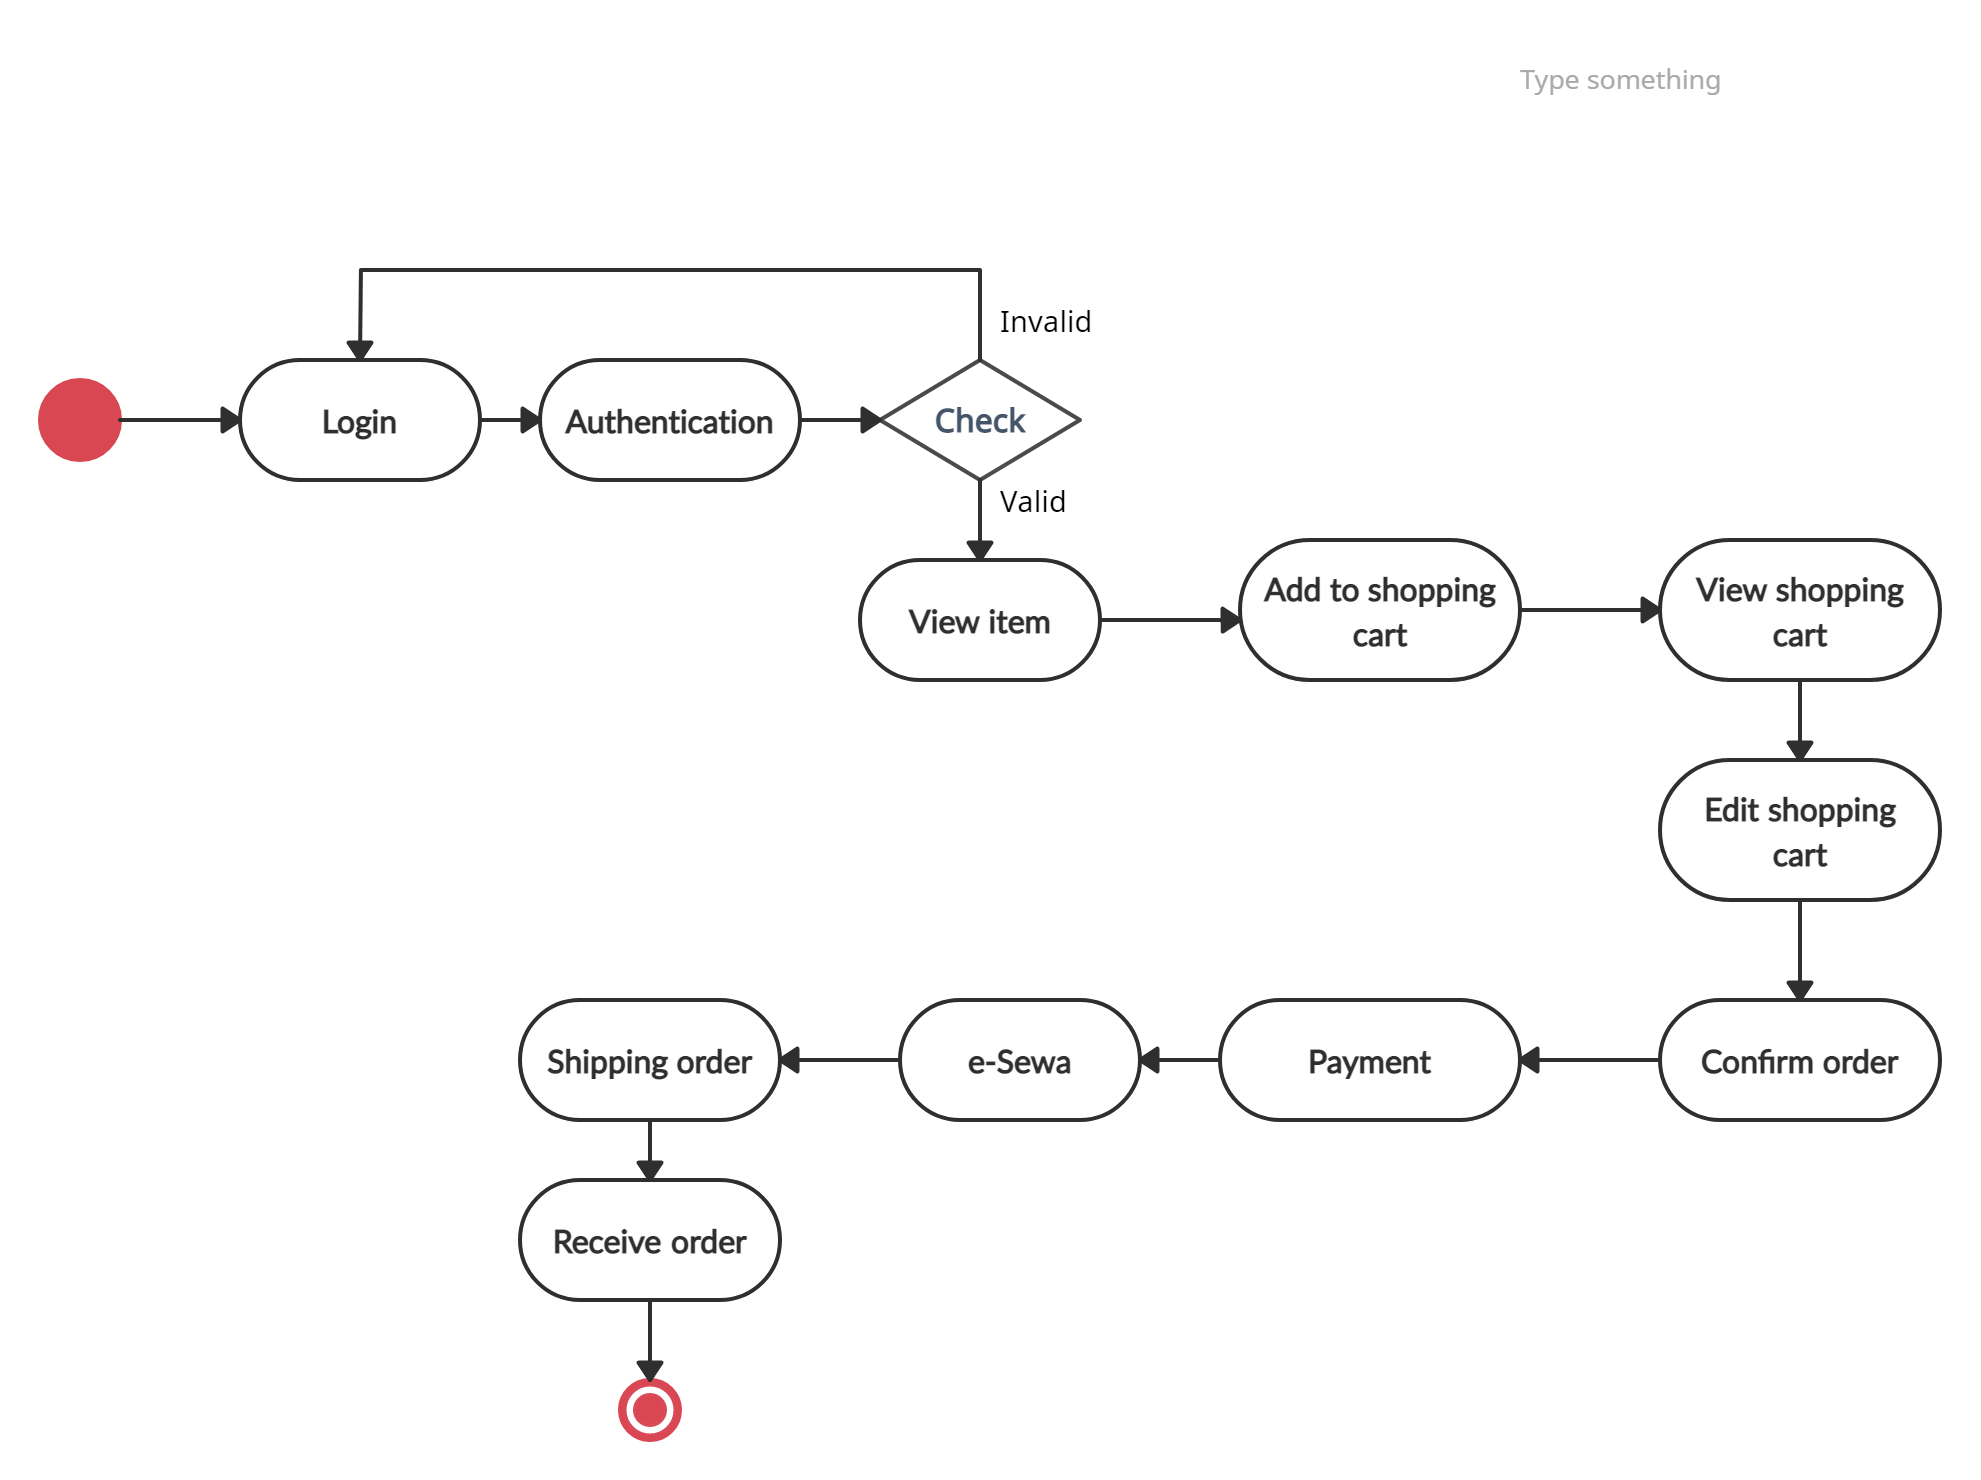 Type something
Invalid
Login
Authentication
Check
Valid
View item
Add to shopping
cart
View shopping
cart
Edit shopping
cart
Shipping order
e-Sewa
Payment
Confirm order
Receive order